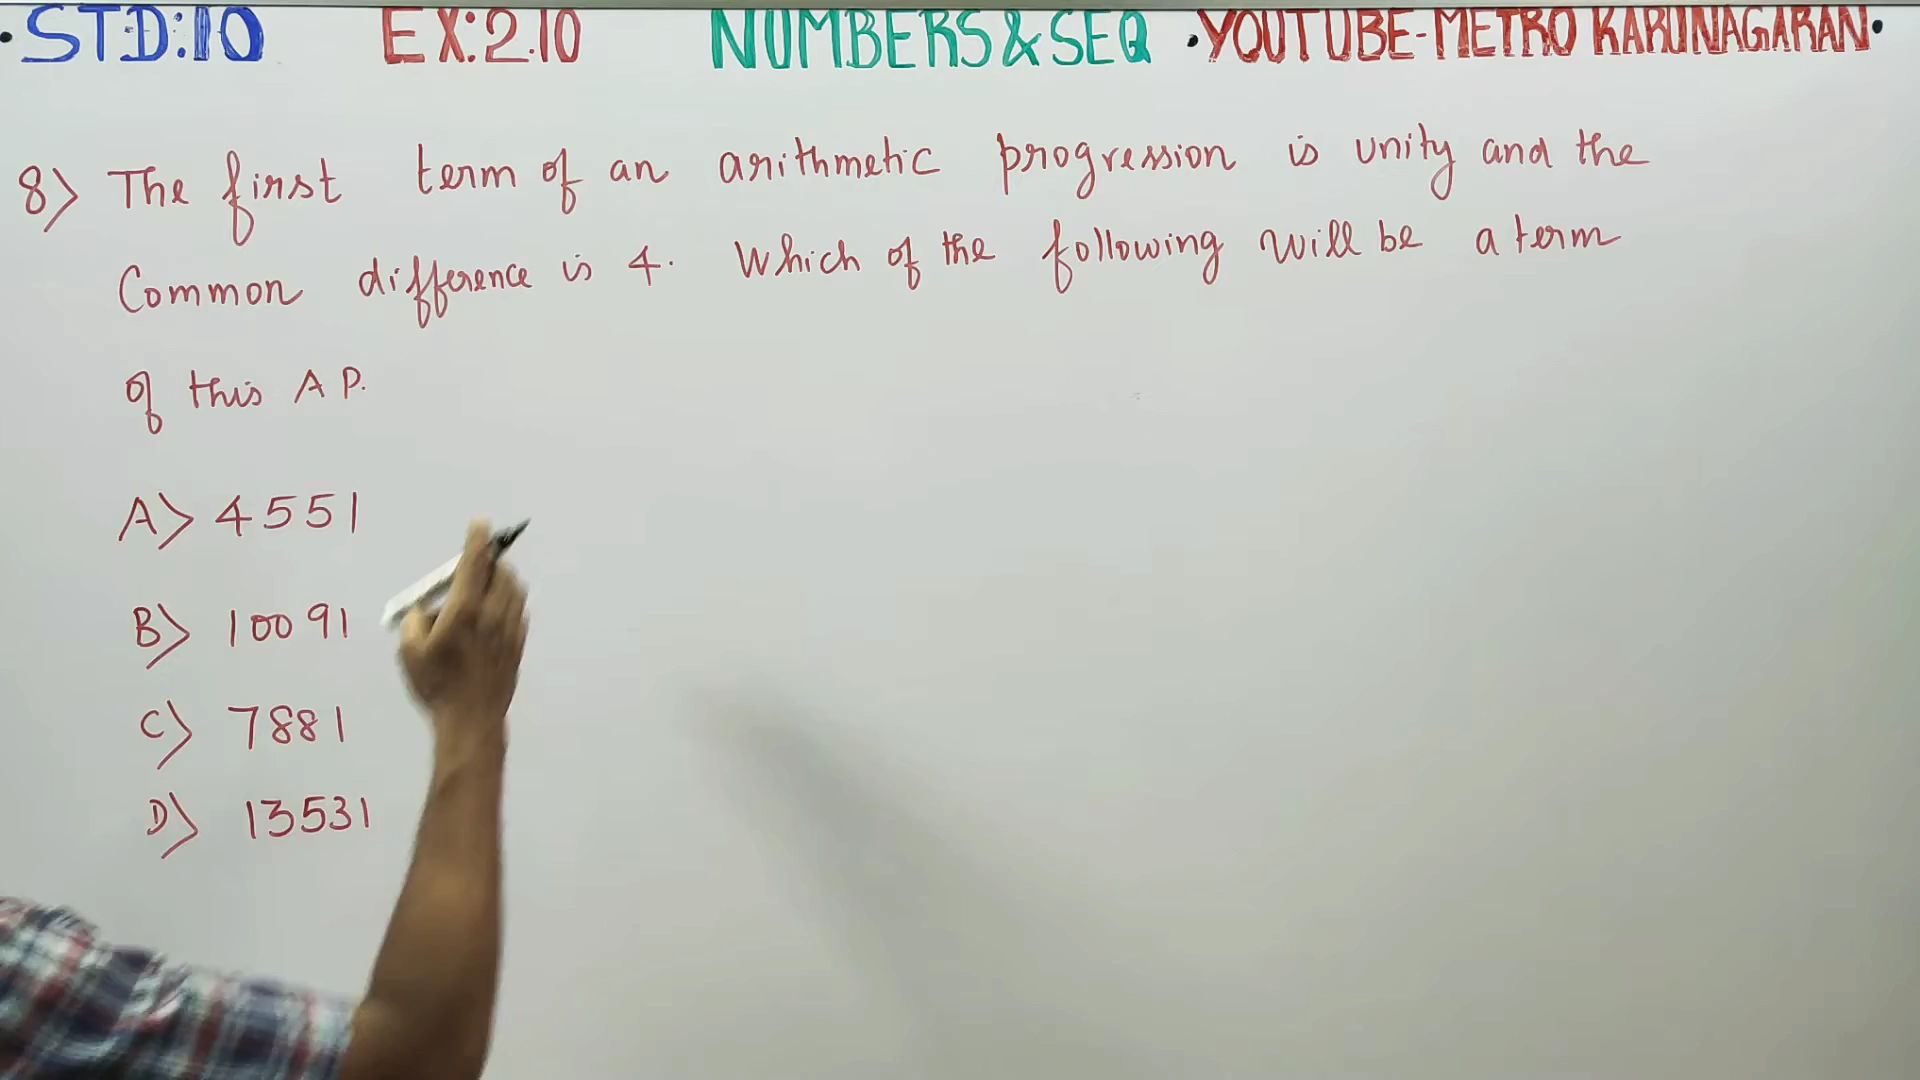 ·STD:10 EX:2.10 NUMBERS&SEQ ·YOUTUBE-METRO KARUNAGARAN·
8) The first term of an arithmetic progression is unity and the
Common difference is 4. Which of the following will be a term
of this A P.
A) 4551
B) 10091
C) 7881
D) 13531